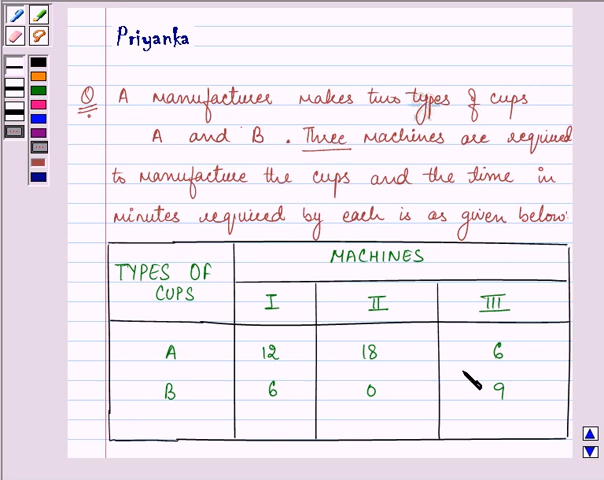 Priyanka
Q A manufacturer makes two types of cups
A and B. Three machines are required
to manufacture the cups and the time in
minutes required by each is as given below:
TYPES OF CUPS
MACHINES
I II III
A 12 18 6
B 6 0 9